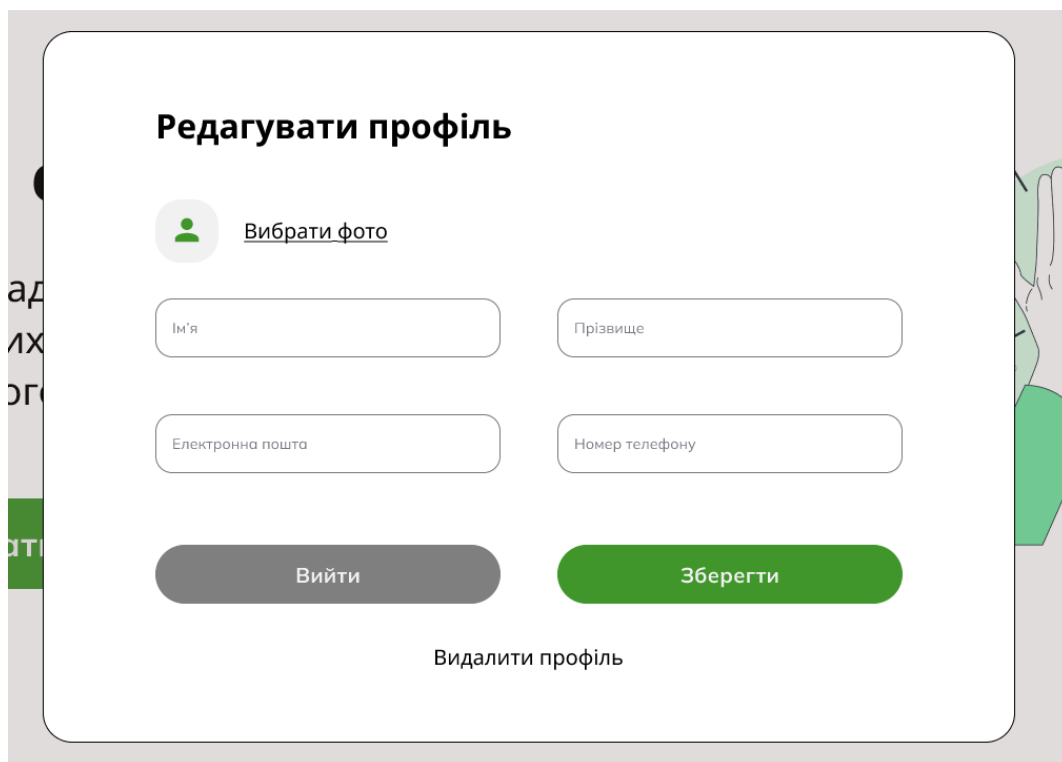 Редагувати профіль
Вибрати фото
Ім'я
Прізвище
Електронна пошта
Номер телефону
Вийти
Зберегти
Видалити профіль